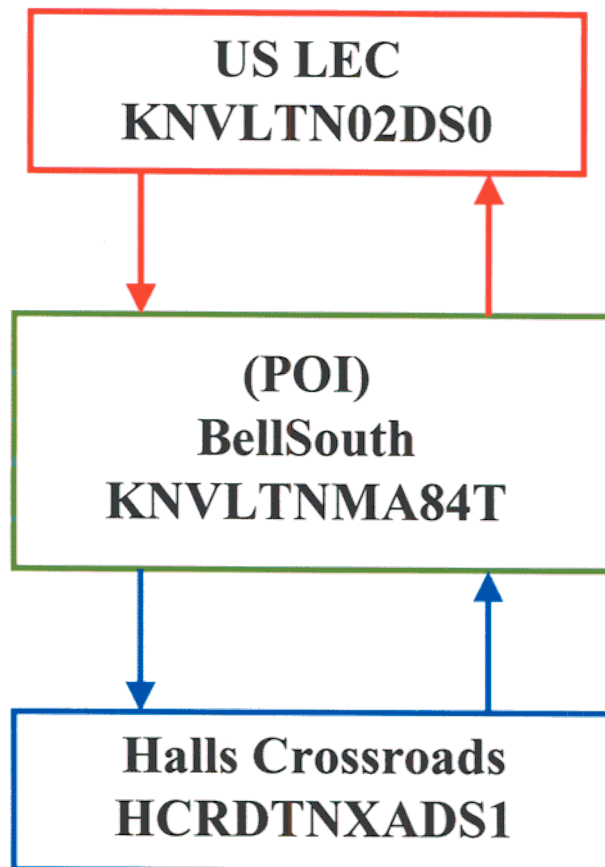 US LEC
KNVLTN02DS0
(POI)
BellSouth
KNVLTNMA84T
Halls Crossroads
HCRDTNXADS1